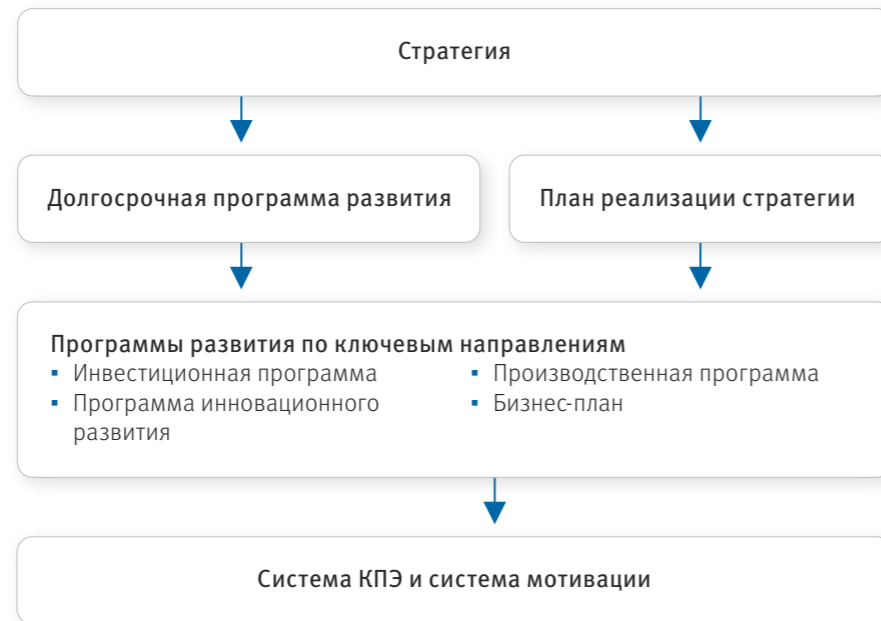 Стратегия
Долгосрочная программа развития
План реализации стратегии
Программы развития по ключевым направлениям
▪ Инвестиционная программа
▪ Программа инновационного
развития
▪ Производственная программа
▪ Бизнес-план
Система КПЭ и система мотивации